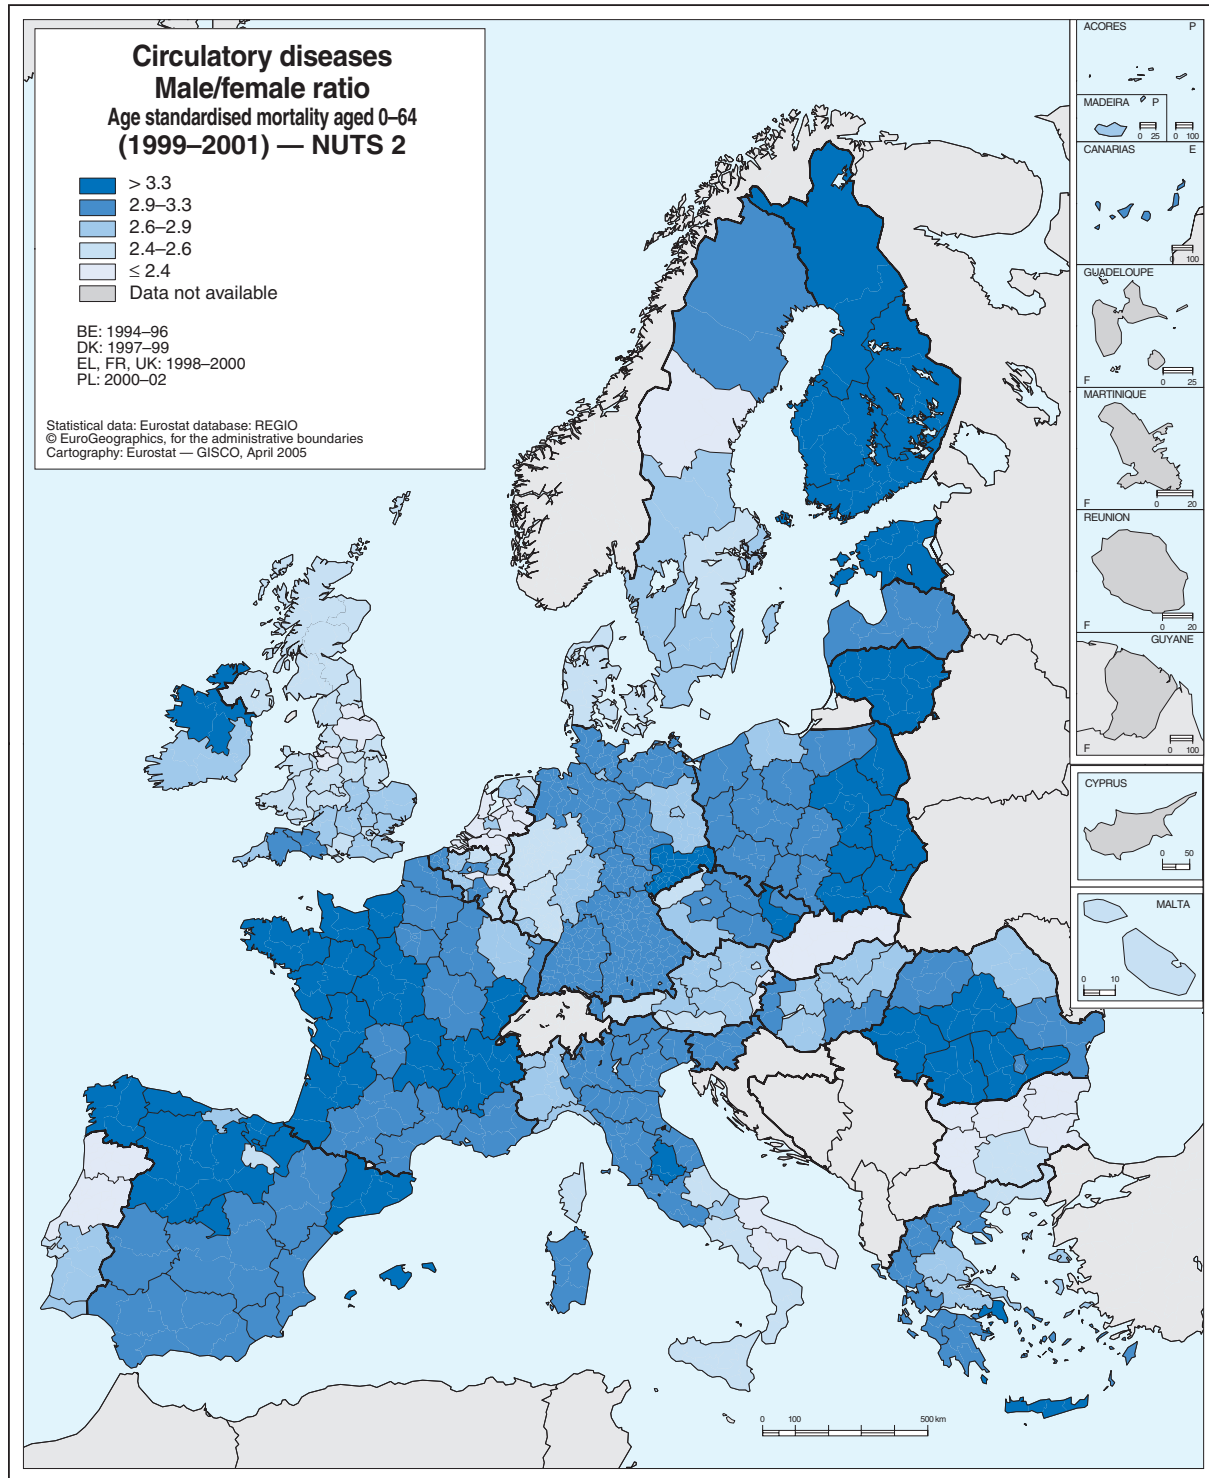 Circulatory diseases
Male/female ratio
Age standardised mortality aged 0–64
(1999–2001) — NUTS 2
> 3.3
2.9–3.3
2.6–2.9
2.4–2.6
≤ 2.4
Data not available
BE: 1994–96
DK: 1997–99
EL, FR, UK: 1998–2000
PL: 2000–02
Statistical data: Eurostat database: REGIO
© EuroGeographics, for the administrative boundaries
Cartography: Eurostat — GISCO, April 2005
ACORES P
MADEIRA P
0 25 0 100
CANARIAS E
0 100
GUADELOUPE
F 0 25
MARTINIQUE
F 0 20
REUNION
F 0 20
GUYANE
F 0 100
CYPRUS
0 50
MALTA
0 10
0 100 500 km